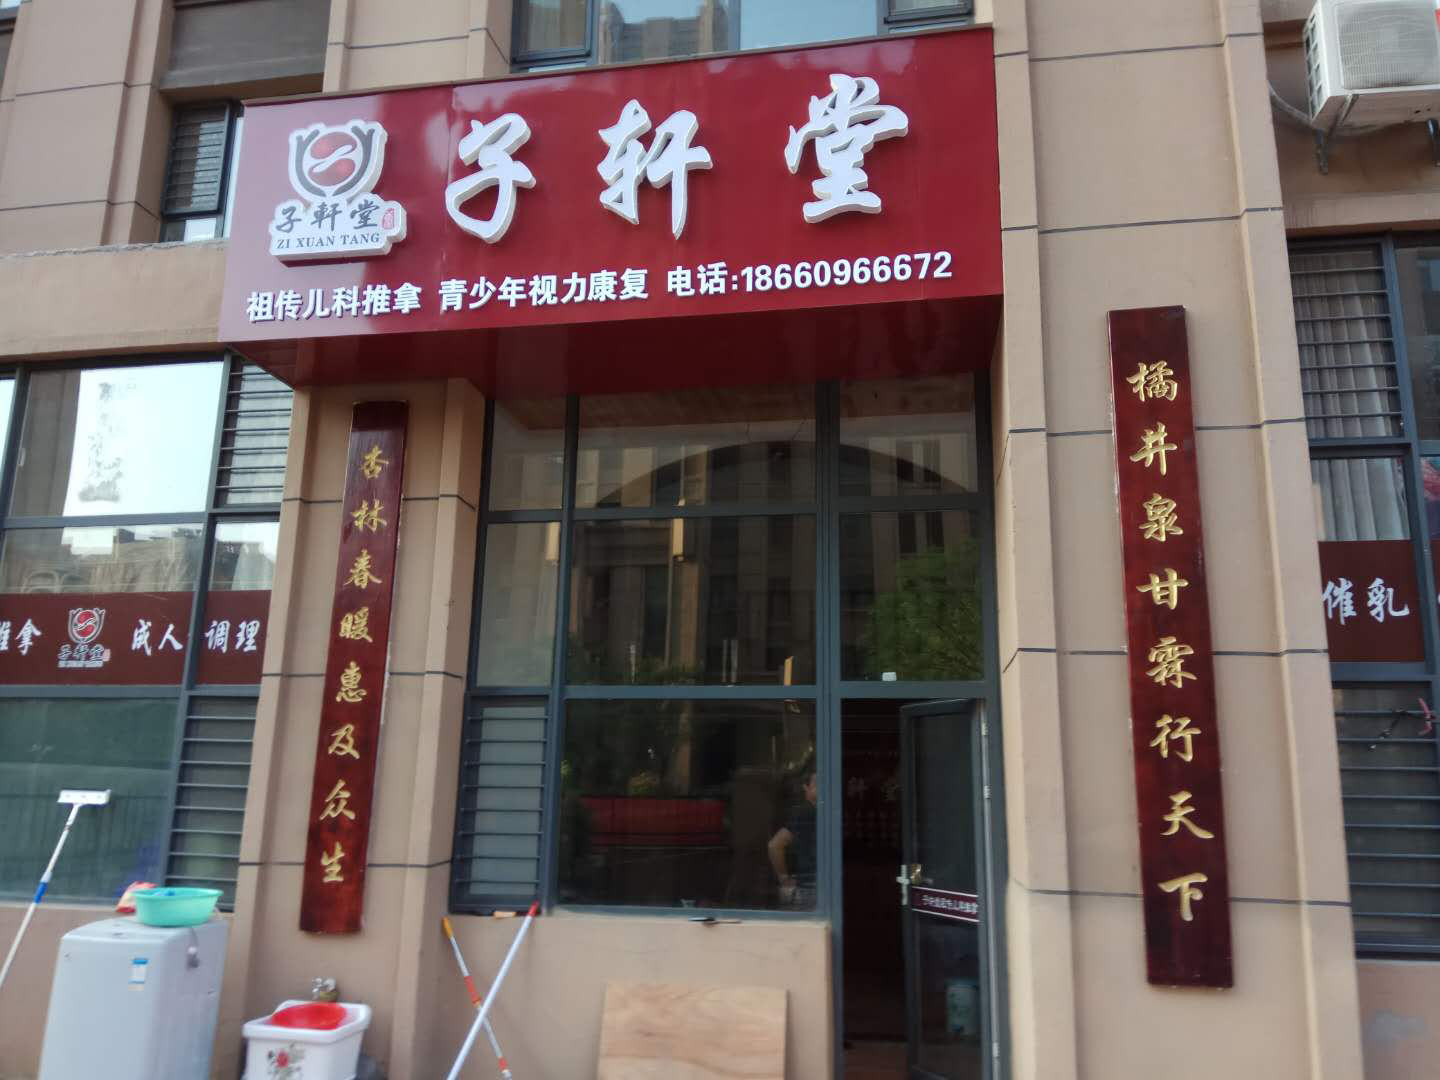 子軒堂
ZI XUAN TANG
子轩堂
祖传儿科推拿 青少年视力康复 电话:18660966672
杏林春暖惠及众生
橘井泉甘霖行天下
推拿
子轩堂
成人 调理
催乳